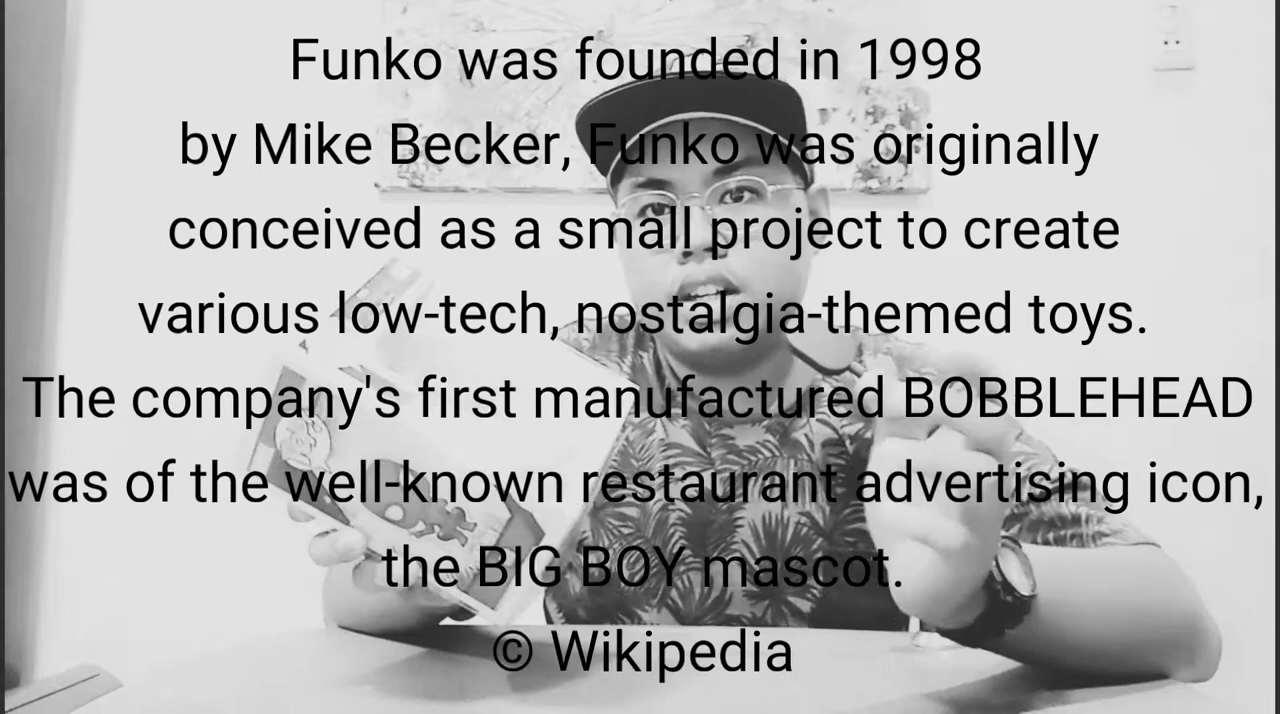 Funko was founded in 1998
by Mike Becker, Funko was originally
conceived as a small project to create
various low-tech, nostalgia-themed toys.
The company's first manufactured BOBBLEHEAD
was of the well-known restaurant advertising icon,
the BIG BOY mascot.
© Wikipedia